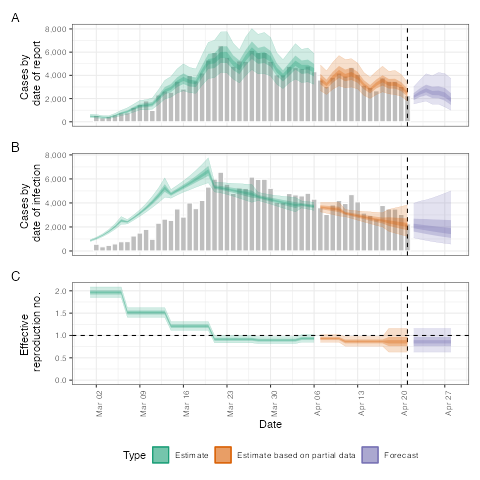 A
Cases by
date of report
8,000
6,000
4,000
2,000
0
B
Cases by
date of infection
8,000
6,000
4,000
2,000
0
C
Effective
reproduction no.
2.0
1.5
1.0
0.5
0.0
Mar 02
Mar 09
Mar 16
Mar 23
Mar 30
Apr 06
Apr 13
Apr 20
Apr 27
Date
Type
Estimate
Estimate based on partial data
Forecast